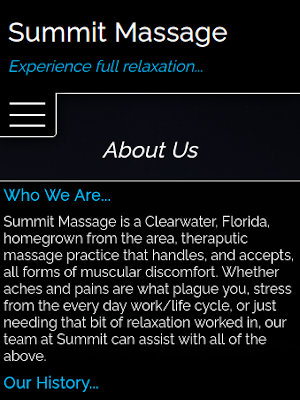 Summit Massage
Experience full relaxation...
About Us
Who We Are...
Summit Massage is a Clearwater, Florida,
homegrown from the area, theraputic
massage practice that handles, and accepts,
all forms of muscular discomfort. Whether
aches and pains are what plague you, stress
from the every day work/life cycle, or just
needing that bit of relaxation worked in, our
team at Summit can assist with all of the
above.
Our History...